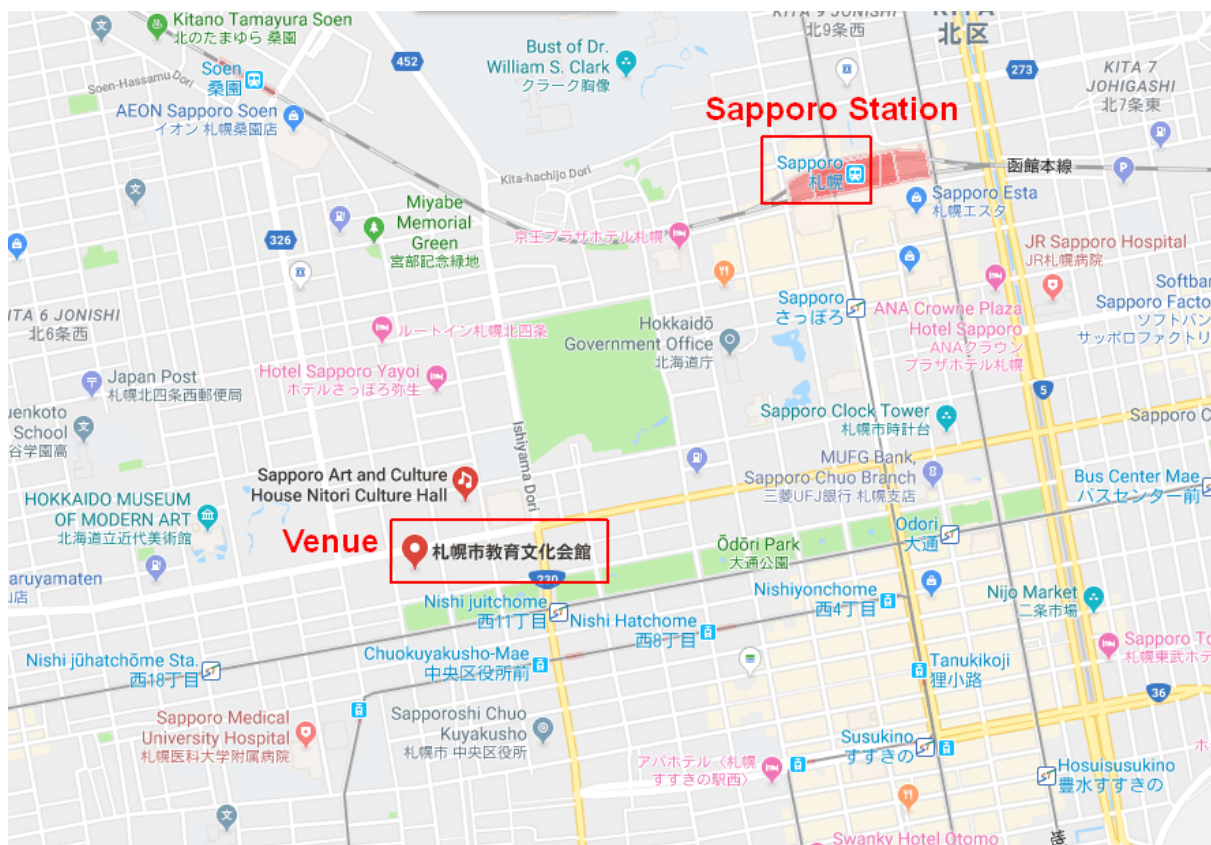 Kitano Tamayura Soen
北のたまゆら 桑園
452
Bust of Dr.
William S. Clark
クラーク胸像
KITA 9 JONISHI
北9条西
北区
273
KITA 7
JOHIGASHI
北7条東
Soen
桑園
Soen-Hassamu Dori
AEON Sapporo Soen
イオン 札幌桑園店
Sapporo Station
Sapporo
札幌
函館本線
Kita-hachijo Dori
Sapporo Esta
札幌エスタ
Miyabe
Memorial
Green
宮部記念緑地
326
京王プラザホテル札幌
JR Sapporo Hospital
JR札幌病院
KITA 6 JONISHI
北6条西
ルートイン札幌北四条
Sapporo
さっぽろ
ANA Crowne Plaza
Hotel Sapporo
ANAクラウン
プラザホテル札幌
Softbar
Sapporo Facto
ソフトバン
サッポロファクトリ
Hokkaidō
Government Office
北海道庁
Japan Post
札幌北四条西郵便局
Hotel Sapporo Yayoi
ホテルさっぽろ弥生
5
uenkoto
School
谷学園高
Ishiyama Dori
Sapporo Clock Tower
札幌市時計台
Sapporo C
Sapporo Art and Culture
House Nitori Culture Hall
MUFG Bank,
Sapporo Chuo Branch
三菱UFJ銀行 札幌支店
Bus Center Mae
バスセンター前
HOKKAIDO MUSEUM
OF MODERN ART
北海道立近代美術館
Venue
札幌市教育文化会館
Ōdōri Park
大通公園
Odori
大通
aruyamaten
山店
230
Nishi juitchome
西11丁目
Nishi Hatchome
西8丁目
Nishiyonchome
西4丁目
Nijo Market
二条市場
Nishi jūhatchōme Sta.
西18丁目
Chuokuyakusho-Mae
中央区役所前
Tanukikoji
狸小路
Sapporo To
札幌東武ホテ
36
Sapporo Medical
University Hospital
札幌医科大学附属病院
Sapporoshi Chuo
Kuyakusho
札幌市 中央区役所
アパホテル〈札幌
すすきの駅西〉
Susukino
すすきの
Hosuisusukino
豊水すすきの
ホ
Swanky Hotel Otomo